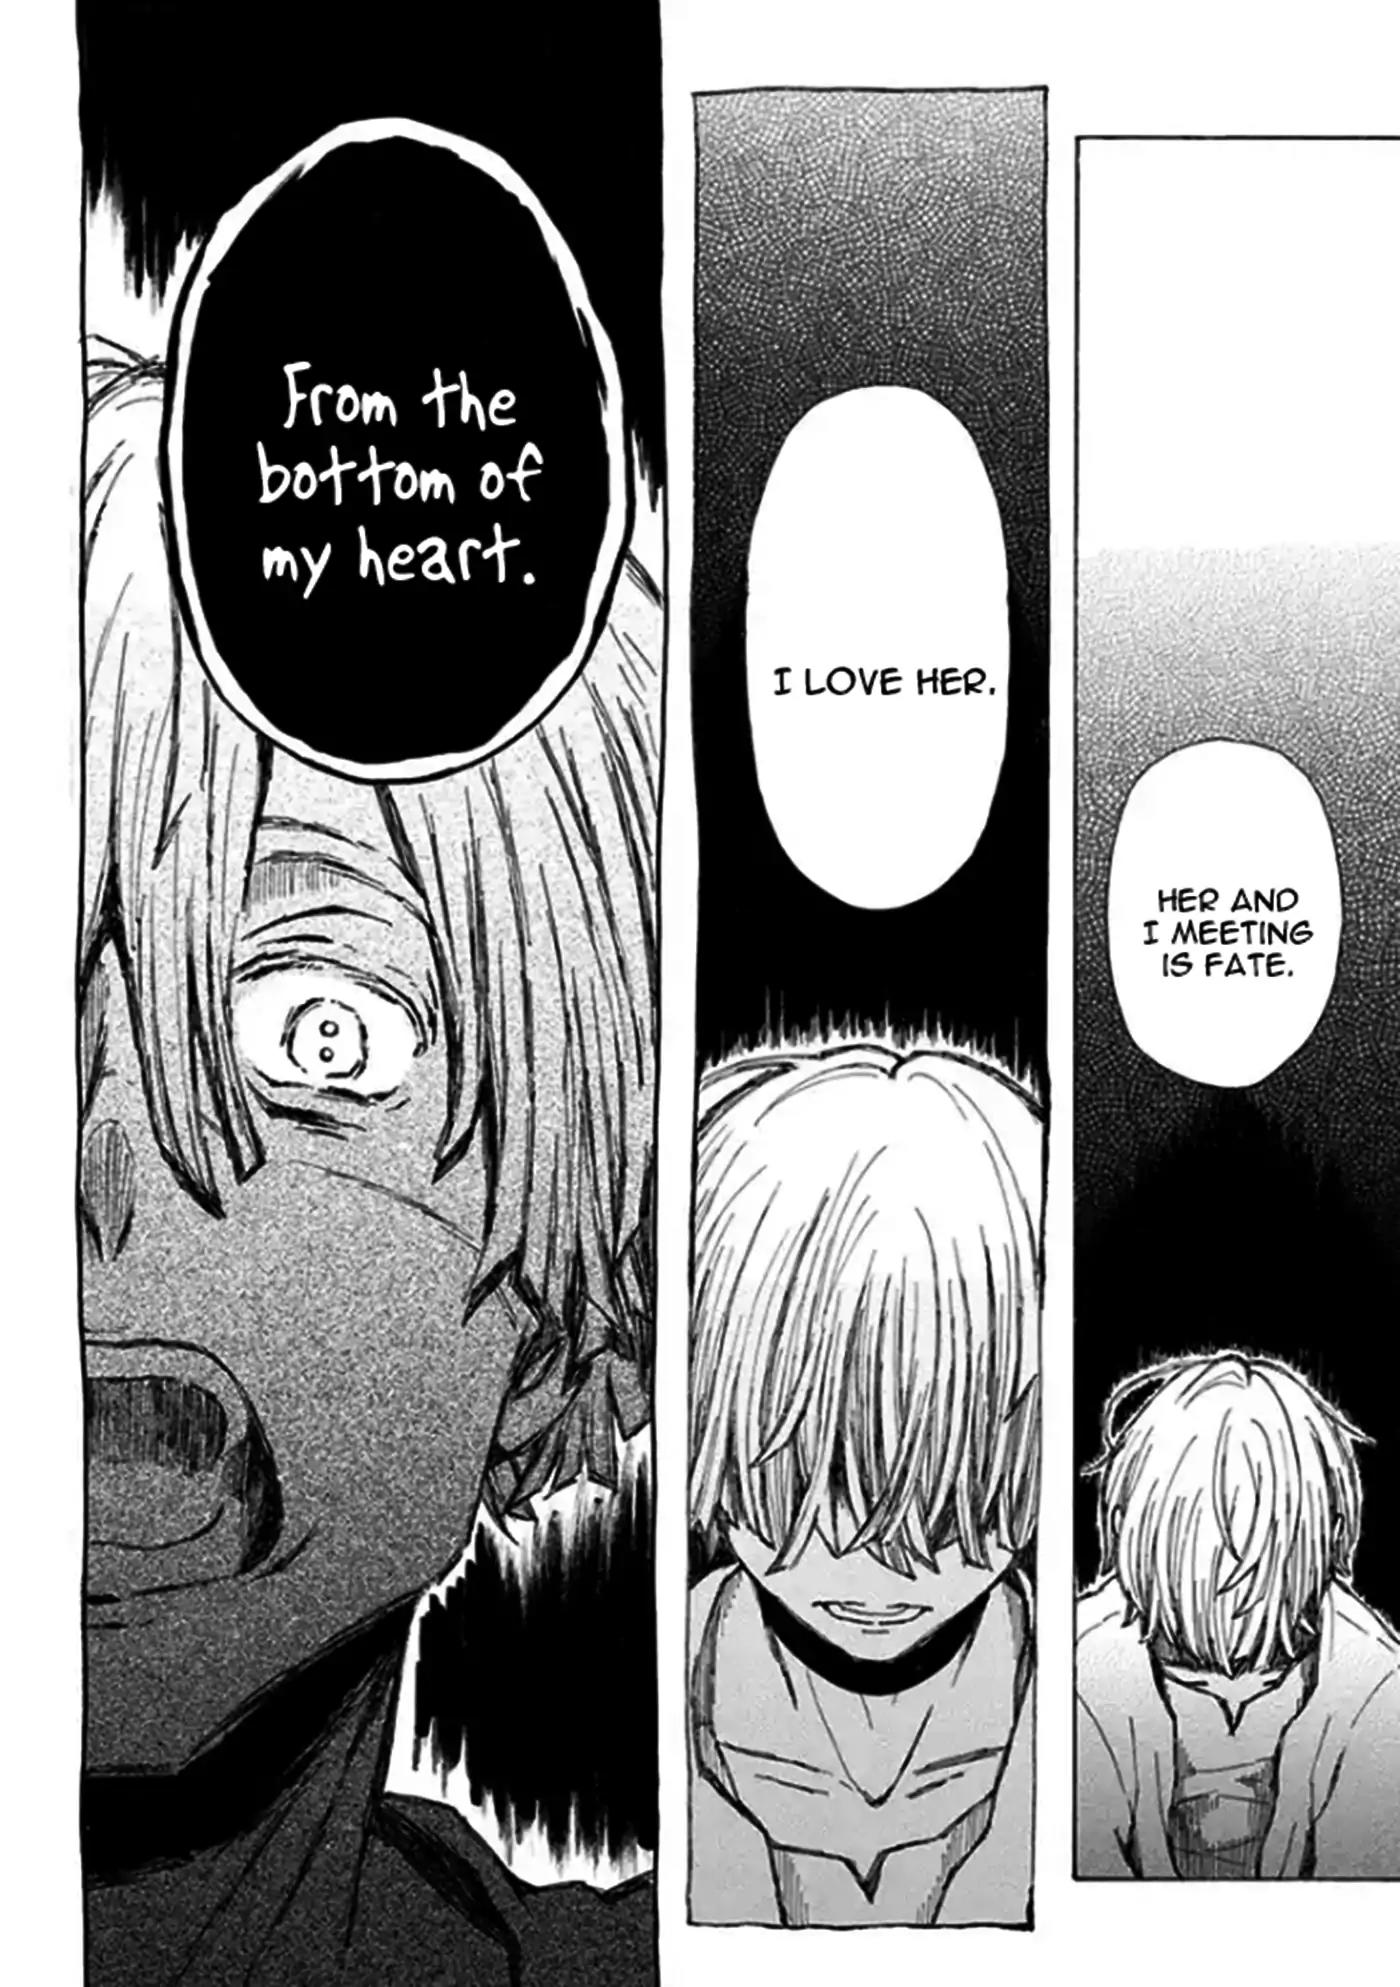 HER AND
I MEETING
IS FATE.
I LOVE HER.
From the
bottom of
my heart.